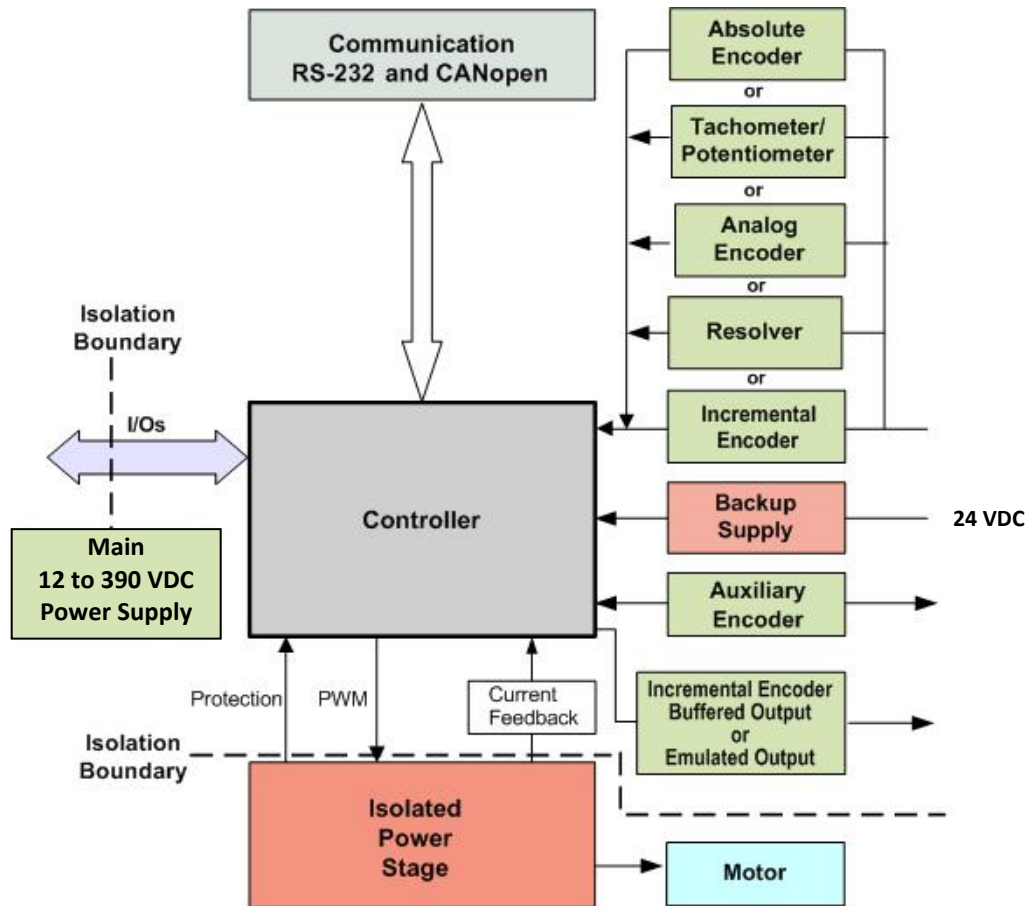 Communication
RS-232 and CANopen
Absolute
Encoder
or
Tachometer/
Potentiometer
or
Analog
Encoder
or
Resolver
or
Incremental
Encoder
Isolation
Boundary
I/Os
Controller
Backup
Supply
24 VDC
Main
12 to 390 VDC
Power Supply
Auxiliary
Encoder
Protection
PWM
Current
Feedback
Incremental Encoder
Buffered Output
or
Emulated Output
Isolation
Boundary
Isolated
Power
Stage
Motor